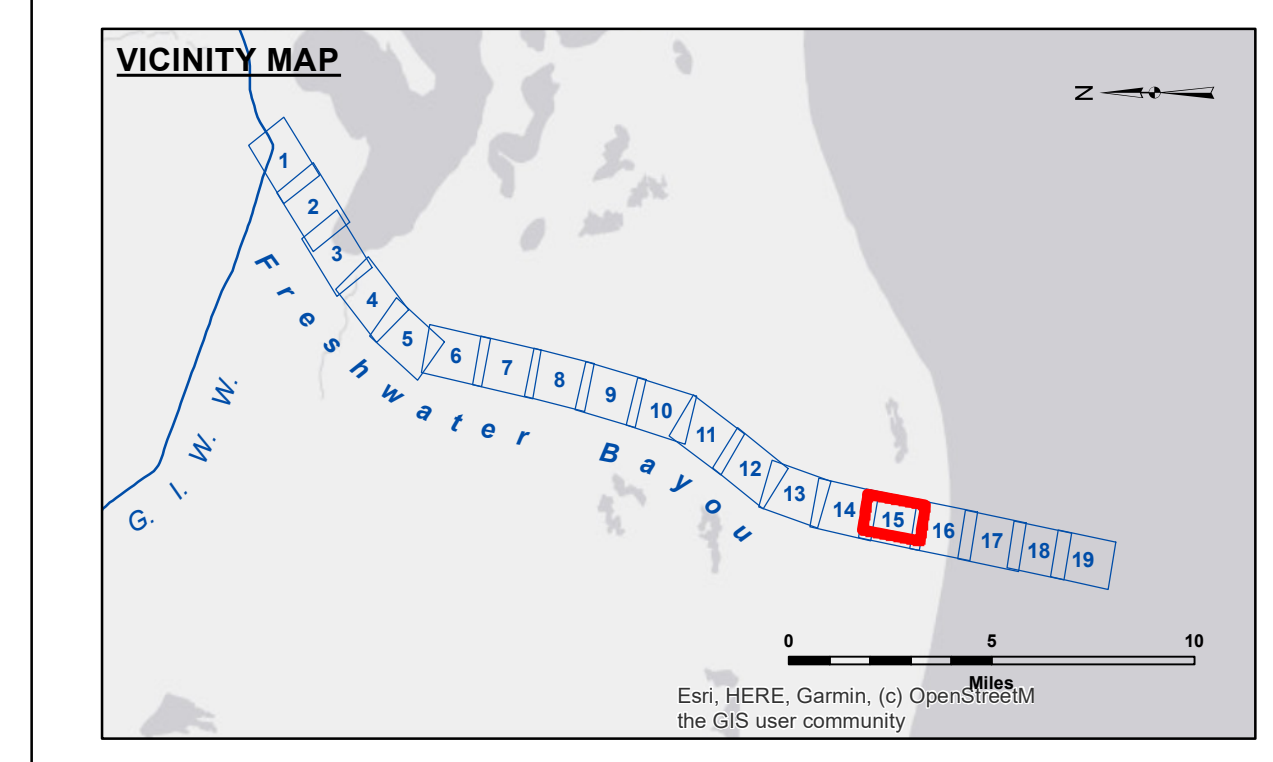 VICINITY MAP
N
1
2
3
4
5
6
7
8
9
10
11
12
13
14
15
16
17
18
19
Freshwater Bayou
G. I. W. W.
0 5 10
Miles
Esri, HERE, Garmin, (c) OpenStreetM
the GIS user community